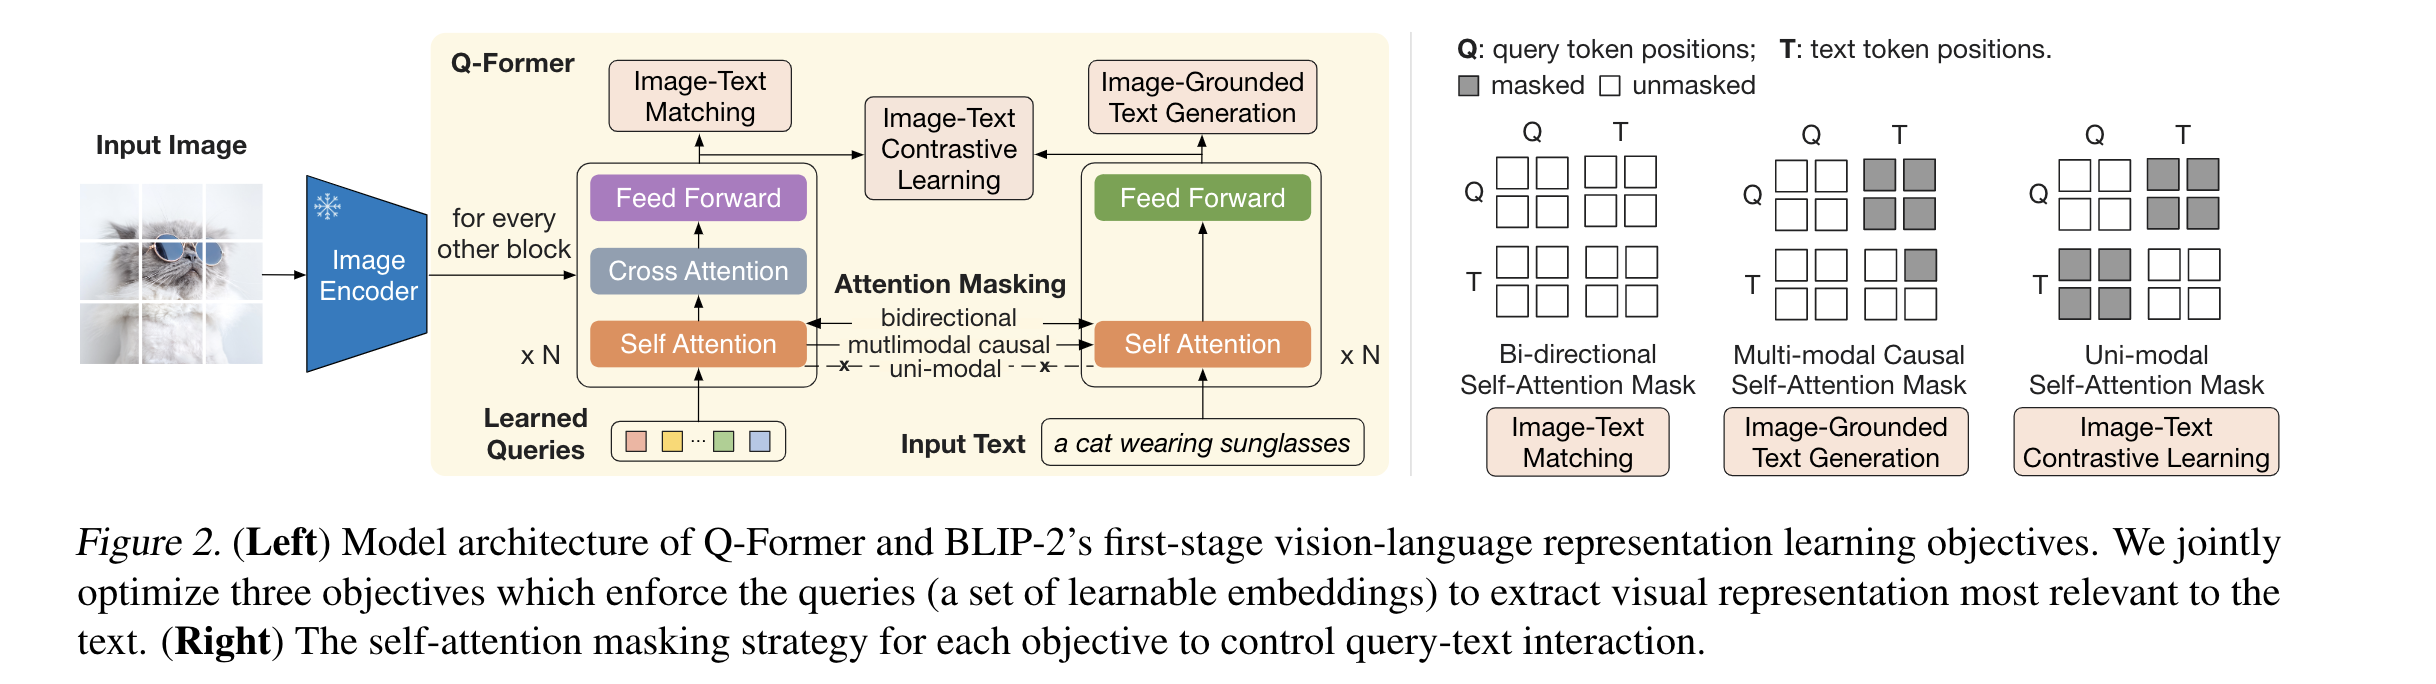 Input Image
Image
Encoder
for every
other block
Q-Former
Image-Text
Matching
Image-Text
Contrastive
Learning
Image-Grounded
Text Generation
Feed Forward
Cross Attention
Self Attention
x N
Attention Masking
bidirectional
mutlimodal causal
x uni-modal x
Feed Forward
Self Attention
x N
Learned
Queries
...
Input Text
a cat wearing sunglasses
Q: query token positions; T: text token positions.
masked unmasked
Q T
Q
T
Bi-directional
Self-Attention Mask
Image-Text
Matching
Q T
Q
T
Multi-modal Causal
Self-Attention Mask
Image-Grounded
Text Generation
Q T
Q
T
Uni-modal
Self-Attention Mask
Image-Text
Contrastive Learning
Figure 2. (Left) Model architecture of Q-Former and BLIP-2’s first-stage vision-language representation learning objectives. We jointly
optimize three objectives which enforce the queries (a set of learnable embeddings) to extract visual representation most relevant to the
text. (Right) The self-attention masking strategy for each objective to control query-text interaction.